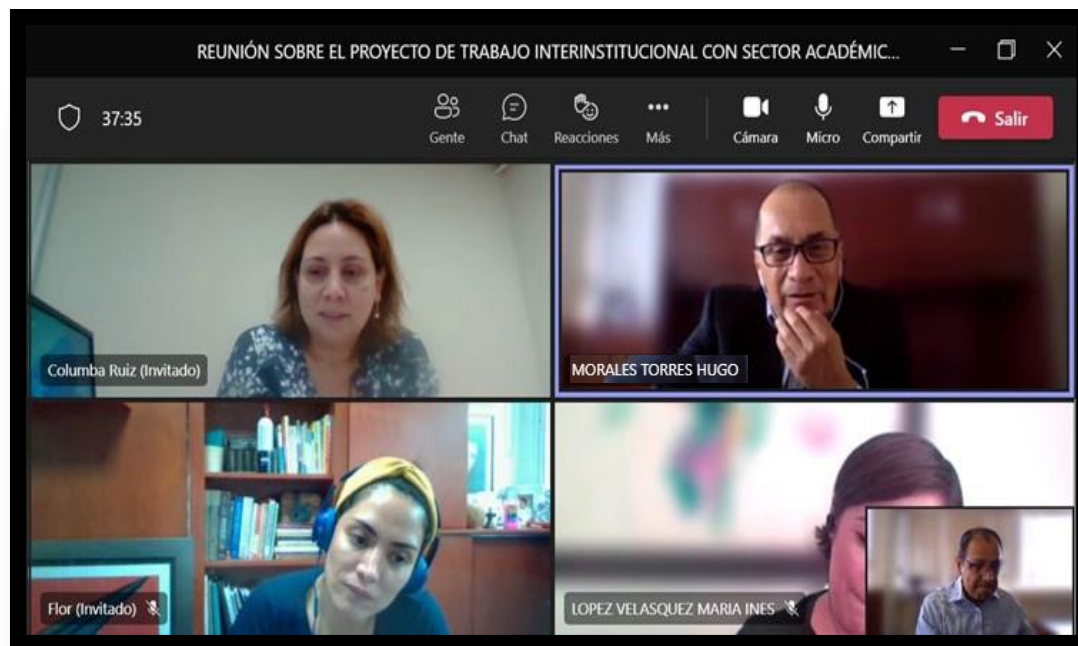 REUNIÓN SOBRE EL PROYECTO DE TRABAJO INTERINSTITUCIONAL CON SECTOR ACADÉMIC...
37:35
Gente Chat Reacciones Más Cámara Micro Compartir Salir
Columba Ruiz (Invitado)
MORALES TORRES HUGO
Flor (Invitado)
LOPEZ VELASQUEZ MARIA INES